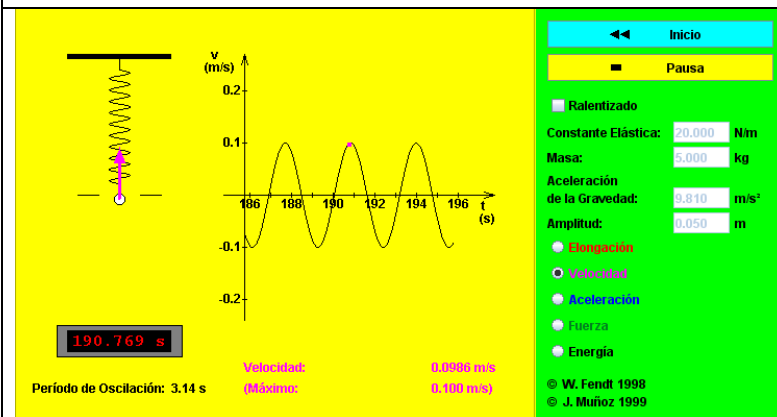 v
(m/s)
0.2
0.1
-0.1
-0.2
186 188 190 192 194 196
t
(s)
190.769 s
Período de Oscilación: 3.14 s
Velocidad: 0.0986 m/s
(Máximo: 0.100 m/s)
Inicio
Pausa
Ralentizado
Constante Elástica: 20.000 N/m
Masa: 5.000 kg
Aceleración
de la Gravedad: 9.810 m/s²
Amplitud: 0.050 m
Elongación
Velocidad
Aceleración
Fuerza
Energía
© W. Fendt 1998
© J. Muñoz 1999